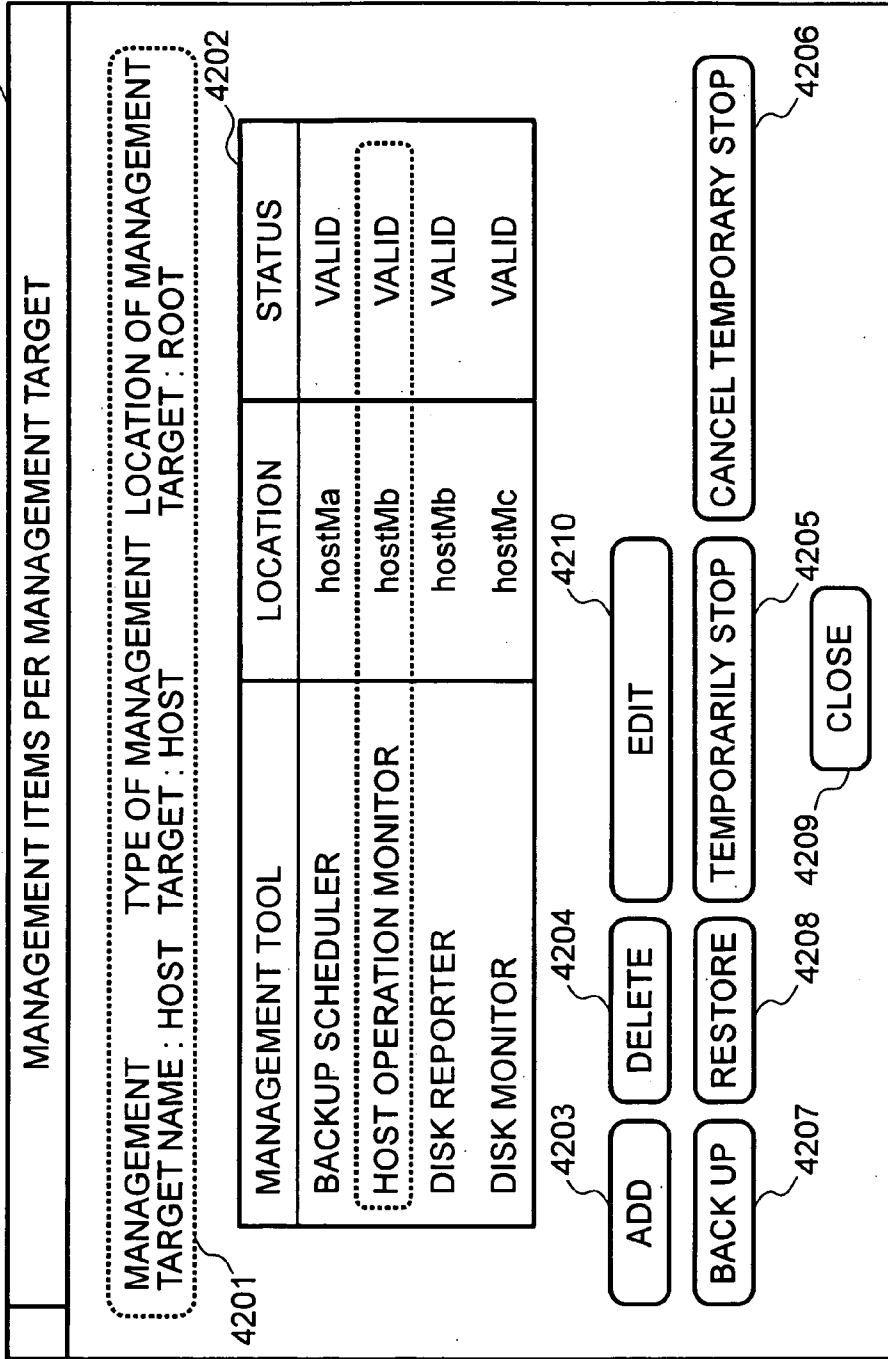 MANAGEMENT ITEMS PER MANAGEMENT TARGET
MANAGEMENT TARGET NAME : HOST
TYPE OF MANAGEMENT TARGET : HOST
LOCATION OF MANAGEMENT TARGET : ROOT
4201
4202
MANAGEMENT TOOL LOCATION STATUS
BACKUP SCHEDULER hostMa VALID
HOST OPERATION MONITOR hostMb VALID
DISK REPORTER hostMb VALID
DISK MONITOR hostMc VALID
4203 4204 4210
ADD DELETE EDIT
BACK UP RESTORE TEMPORARILY STOP CANCEL TEMPORARY STOP
4207 4208 4205 4206
4209 CLOSE